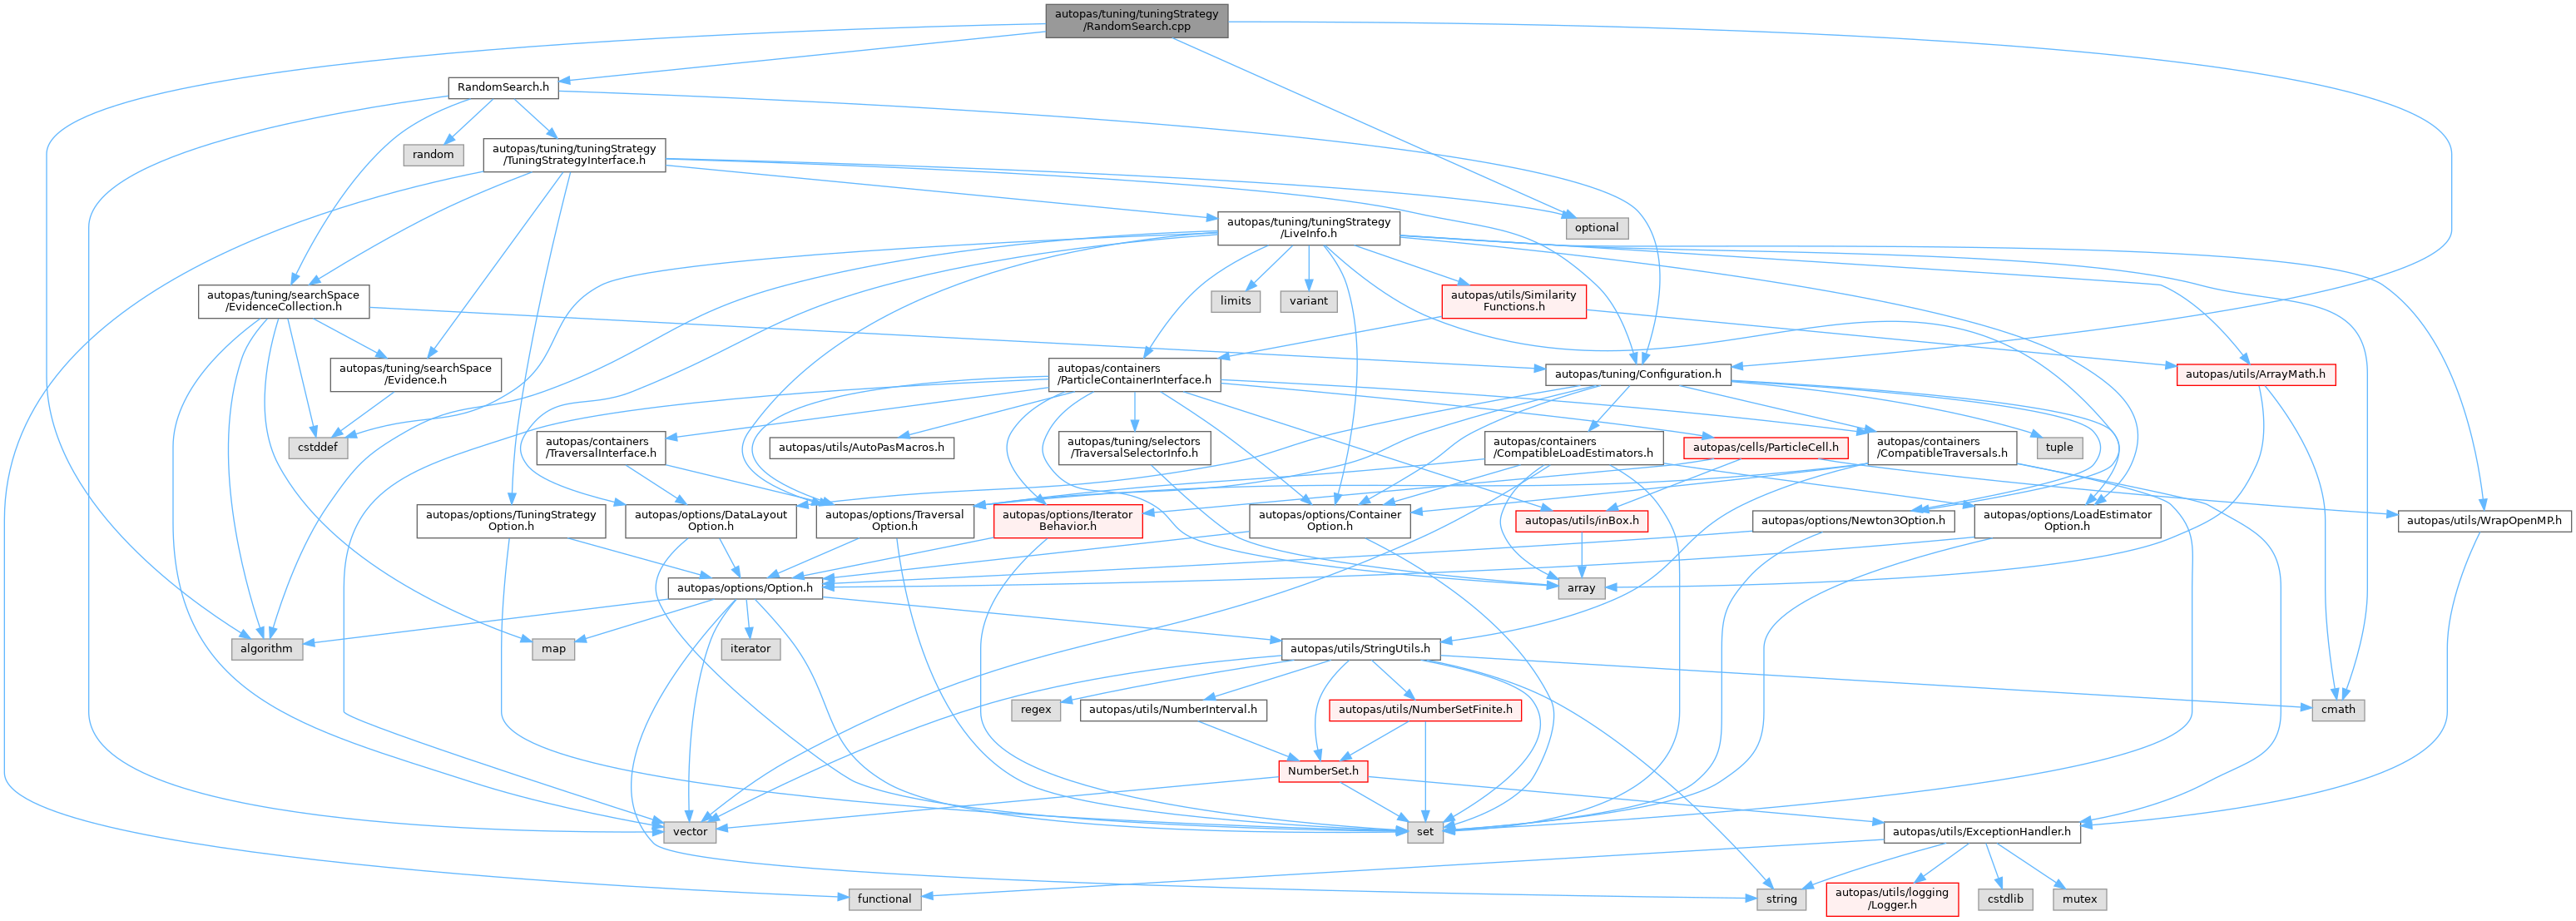 autopas/tuning/tuningStrategy
/RandomSearch.cpp
RandomSearch.h
random
autopas/tuning/tuningStrategy
/TuningStrategyInterface.h
autopas/tuning/tuningStrategy
/LiveInfo.h
optional
autopas/tuning/searchSpace
/EvidenceCollection.h
limits
variant
autopas/utils/Similarity
Functions.h
autopas/tuning/searchSpace
/Evidence.h
autopas/containers
/ParticleContainerInterface.h
autopas/tuning/Configuration.h
autopas/utils/ArrayMath.h
cstddef
autopas/containers
/TraversalInterface.h
autopas/utils/AutoPasMacros.h
autopas/tuning/selectors
/TraversalSelectorInfo.h
autopas/containers
/CompatibleLoadEstimators.h
autopas/cells/ParticleCell.h
autopas/containers
/CompatibleTraversals.h
tuple
autopas/options/TuningStrategy
Option.h
autopas/options/DataLayout
Option.h
autopas/options/Traversal
Option.h
autopas/options/Iterator
Behavior.h
autopas/options/Container
Option.h
autopas/utils/inBox.h
autopas/options/Newton3Option.h
autopas/options/LoadEstimator
Option.h
autopas/utils/WrapOpenMP.h
autopas/options/Option.h
array
algorithm
map
iterator
autopas/utils/StringUtils.h
regex
autopas/utils/NumberInterval.h
autopas/utils/NumberSetFinite.h
cmath
NumberSet.h
vector
set
autopas/utils/ExceptionHandler.h
functional
string
autopas/utils/logging
/Logger.h
cstdlib
mutex